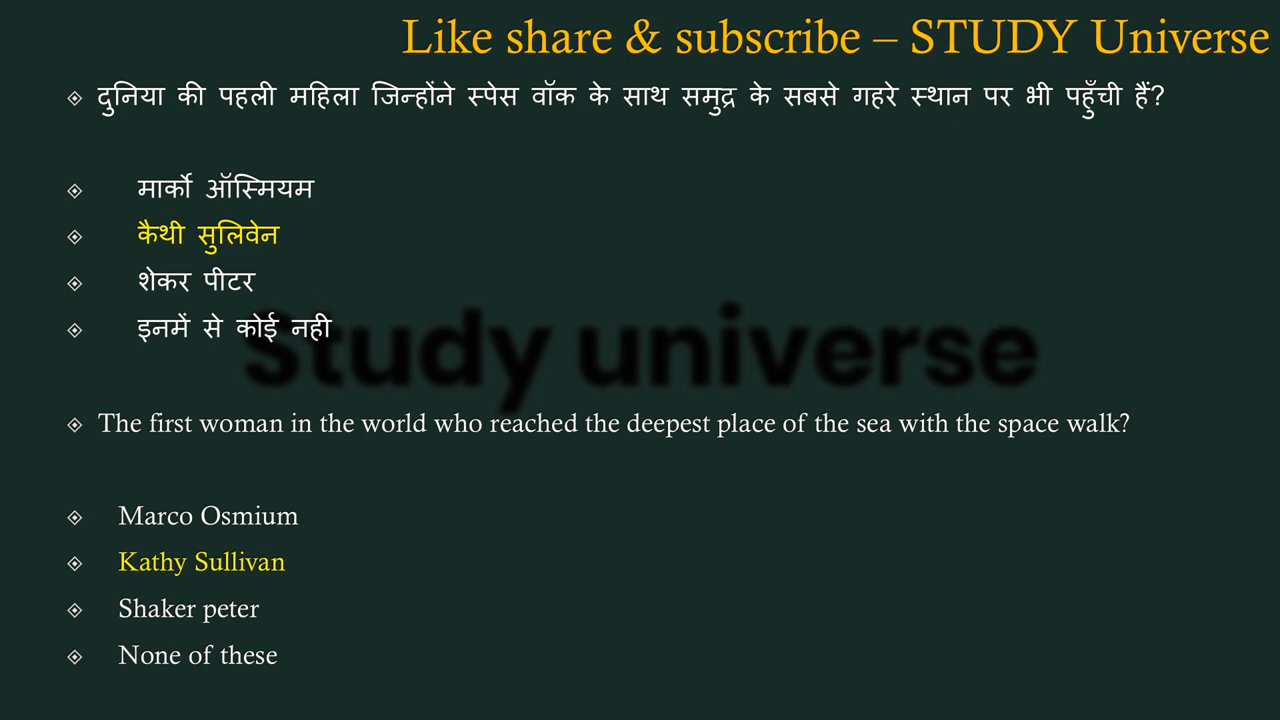 Like share & subscribe – STUDY Universe
दुनिया की पहली महिला जिन्होंने स्पेस वॉक के साथ समुद्र के सबसे गहरे स्थान पर भी पहुँची हैं?
मार्को ऑस्मियम
कैथी सुलिवेन
शेकर पीटर
इनमें से कोई नही
Study universe
The first woman in the world who reached the deepest place of the sea with the space walk?
Marco Osmium
Kathy Sullivan
Shaker peter
None of these